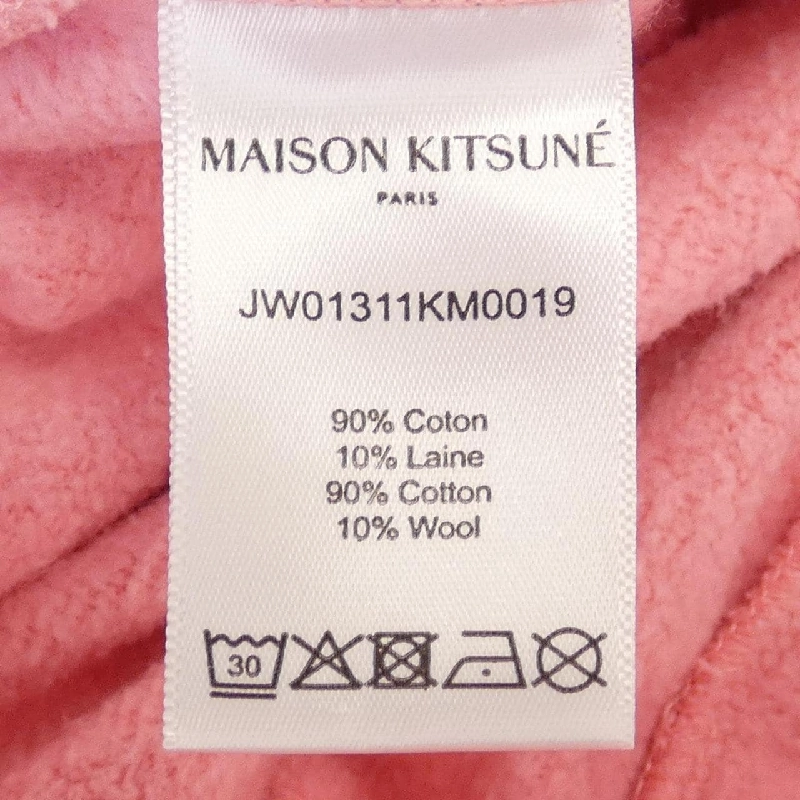 MAISON KITSUNÉ
PARIS
JW01311KM0019
90% Coton
10% Laine
90% Cotton
10% Wool
30